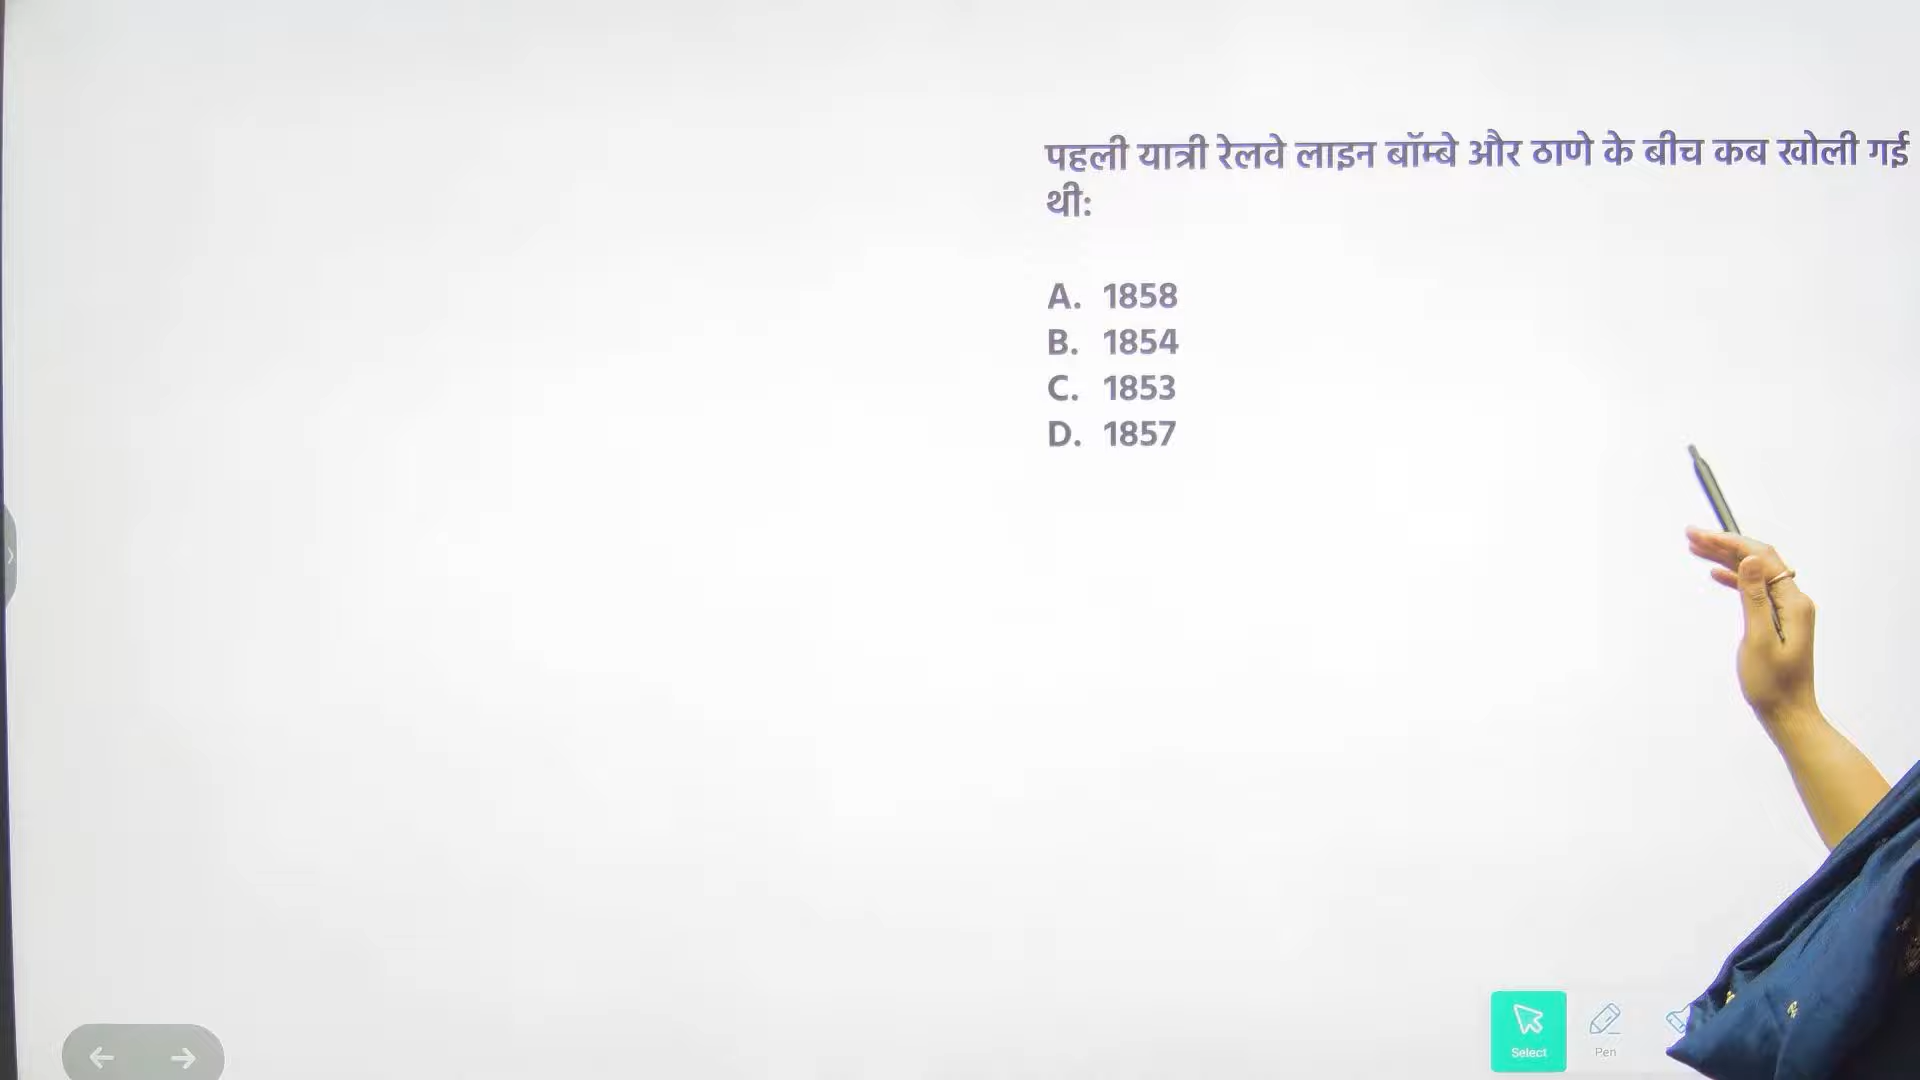 पहली यात्री रेलवे लाइन बॉम्बे और ठाणे के बीच कब खोली गई
थी:
A. 1858
B. 1854
C. 1853
D. 1857
Select
Pen